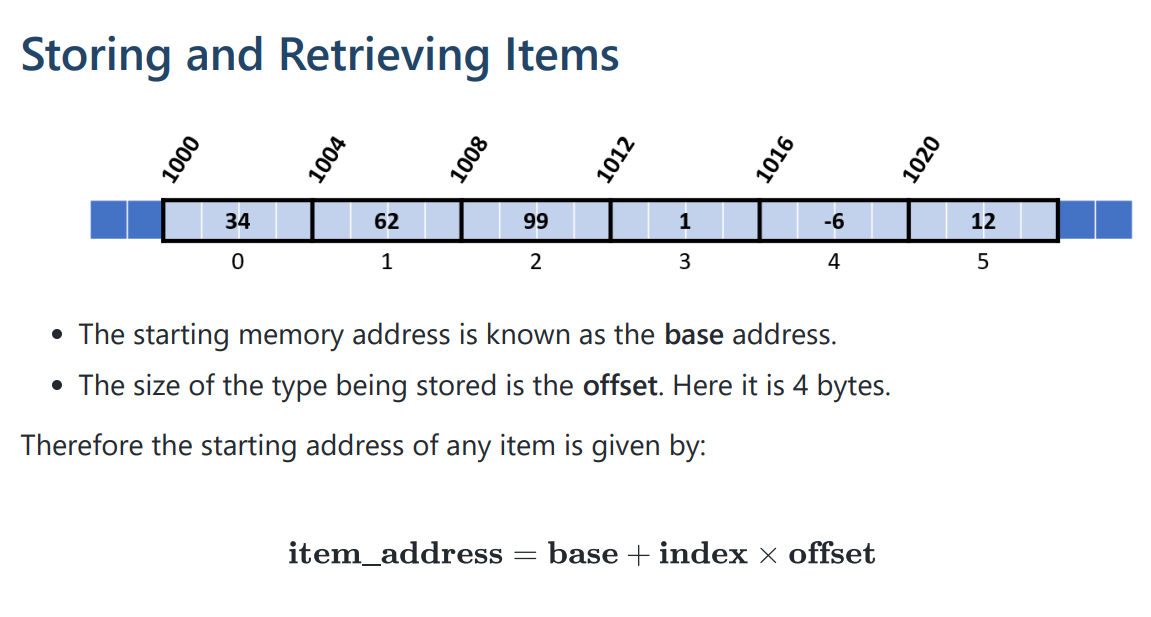 Storing and Retrieving Items
1000 1004 1008 1012 1016 1020
34 62 99 1 -6 12
0 1 2 3 4 5
• The starting memory address is known as the base address.
• The size of the type being stored is the offset. Here it is 4 bytes.
Therefore the starting address of any item is given by:
item_address = base + index × offset